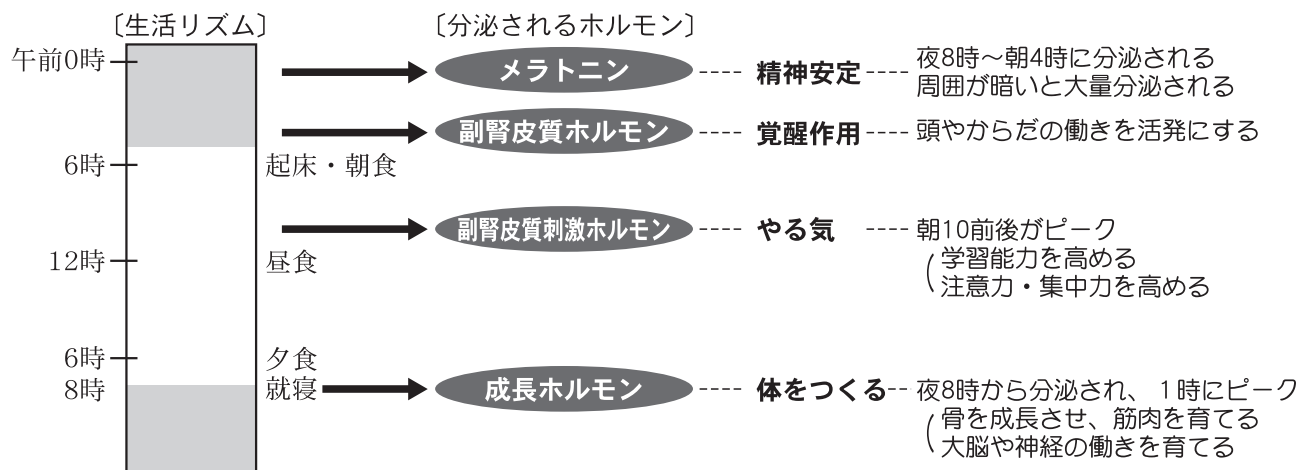 〔生活リズム〕 〔分泌されるホルモン〕
午前0時 メラトニン 精神安定 夜8時～朝4時に分泌される
周囲が暗いと大量分泌される
副腎皮質ホルモン 覚醒作用 頭やからだの働きを活発にする
6時 起床・朝食
副腎皮質刺激ホルモン やる気 朝10前後がピーク
学習能力を高める
12時 昼食
注意力・集中力を高める
6時 夕食
8時 就寝 成長ホルモン 体をつくる 夜8時から分泌され、1時にピーク
骨を成長させ、筋肉を育てる
大脳や神経の働きを育てる